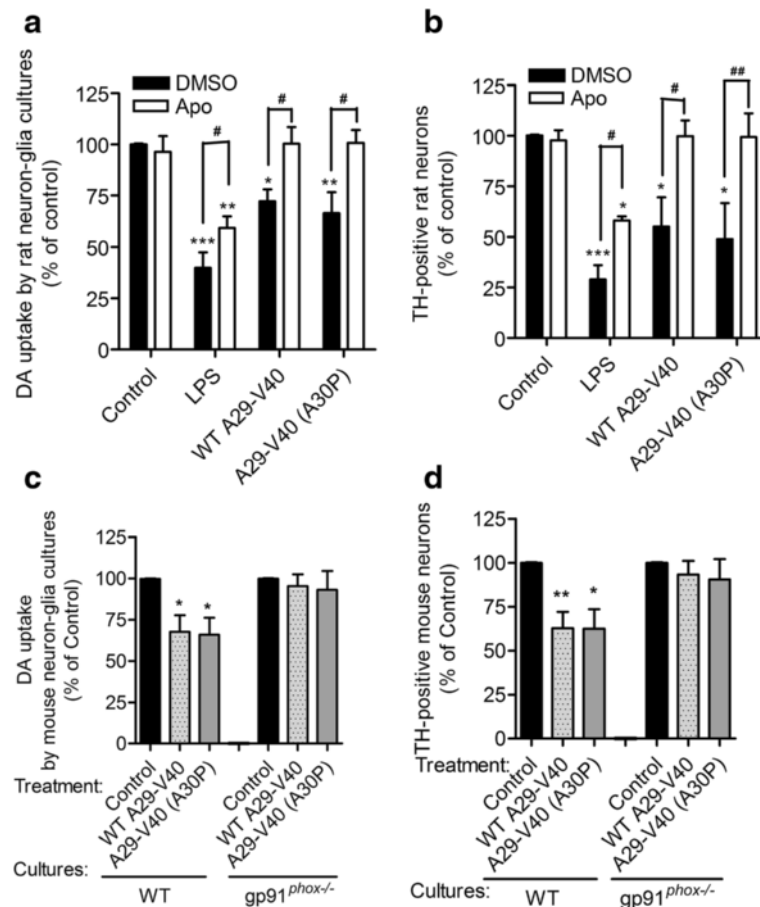 a
DA uptake by rat neuron-glia cultures
(% of control)
125
100
75
50
25
0
DMSO
Apo
#
#
#
***
**
*
**
Control
LPS
WT A29-V40
A29-V40 (A30P)
b
TH-positive rat neurons
(% of control)
125
100
75
50
25
0
DMSO
Apo
#
#
##
***
*
*
*
Control
LPS
WT A29-V40
A29-V40 (A30P)
c
DA uptake
by mouse neuron-glia cultures
(% of Control)
125
100
75
50
25
0
*
*
Treatment:
Control
WT A29-V40
A29-V40 (A30P)
Control
WT A29-V40
A29-V40 (A30P)
Cultures:
WT
gp91phox-/-
d
TH-positive mouse neurons
(% of Control)
125
100
75
50
25
0
**
*
Treatment:
Control
WT A29-V40
A29-V40 (A30P)
Control
WT A29-V40
A29-V40 (A30P)
Cultures:
WT
gp91phox-/-